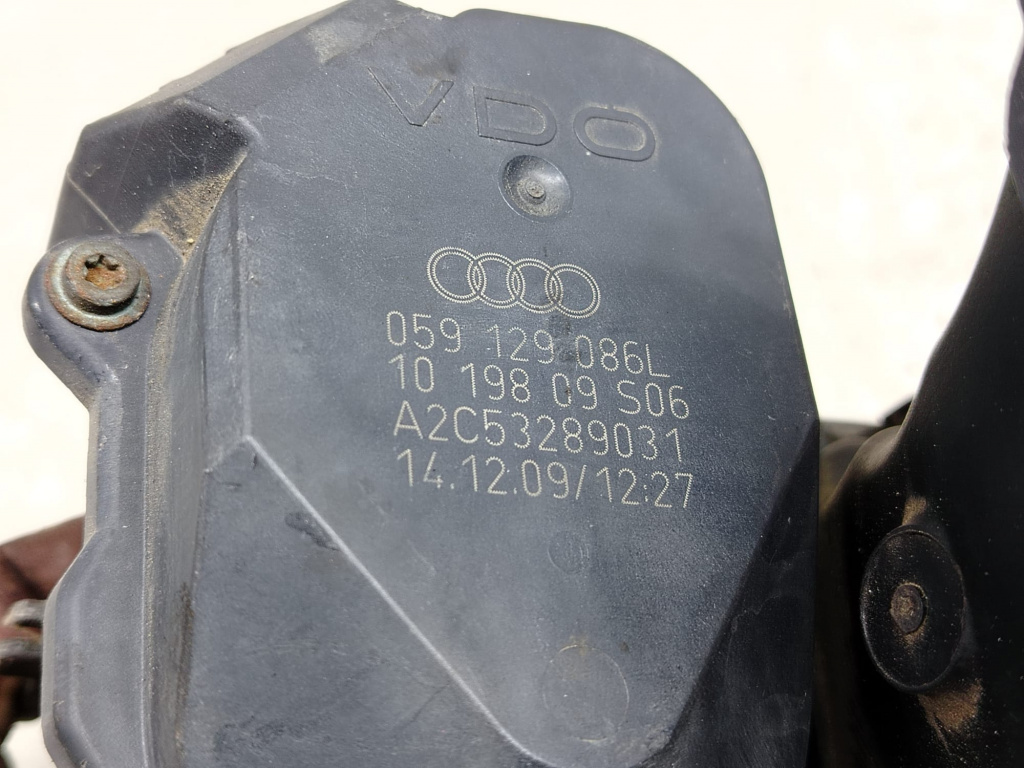 VDO
059 129 086L
10 198 09 S06
A2C53289031
14.12.09/12:27